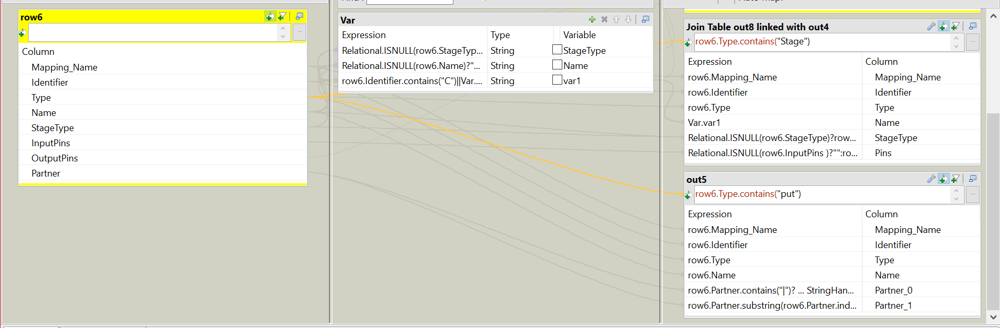 row6
...
Column
Mapping_Name
Identifier
Type
Name
StageType
InputPins
OutputPins
Partner
Var
Expression Type Variable
Relational.ISNULL(row6.StageTyp... String StageType
Relational.ISNULL(row6.Name)?"... String Name
row6.Identifier.contains("C")||Var.... String var1
Join Table out8 linked with out4
row6.Type.contains("Stage")
...
Expression Column
row6.Mapping_Name Mapping_Name
row6.Identifier Identifier
row6.Type Type
Var.var1 Name
Relational.ISNULL(row6.StageType)?row... StageType
Relational.ISNULL(row6.InputPins )?"":ro... Pins
out5
row6.Type.contains("put")
...
Expression Column
row6.Mapping_Name Mapping_Name
row6.Identifier Identifier
row6.Type Type
row6.Name Name
row6.Partner.contains("|")? ... StringHan... Partner_0
row6.Partner.substring(row6.Partner.ind... Partner_1